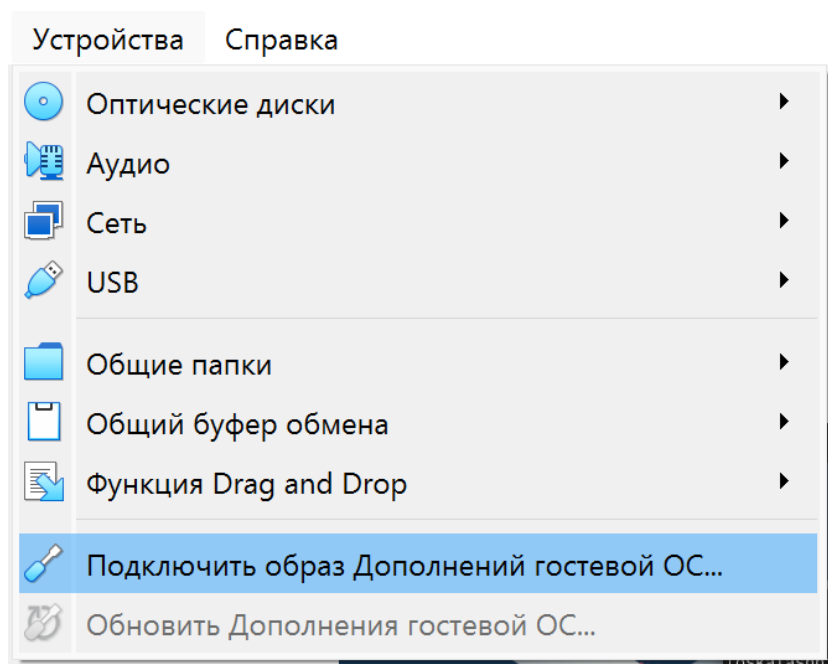 Устройства Справка
Оптические диски
Аудио
Сеть
USB
Общие папки
Общий буфер обмена
Функция Drag and Drop
Подключить образ Дополнений гостевой ОС...
Обновить Дополнения гостевой ОС...